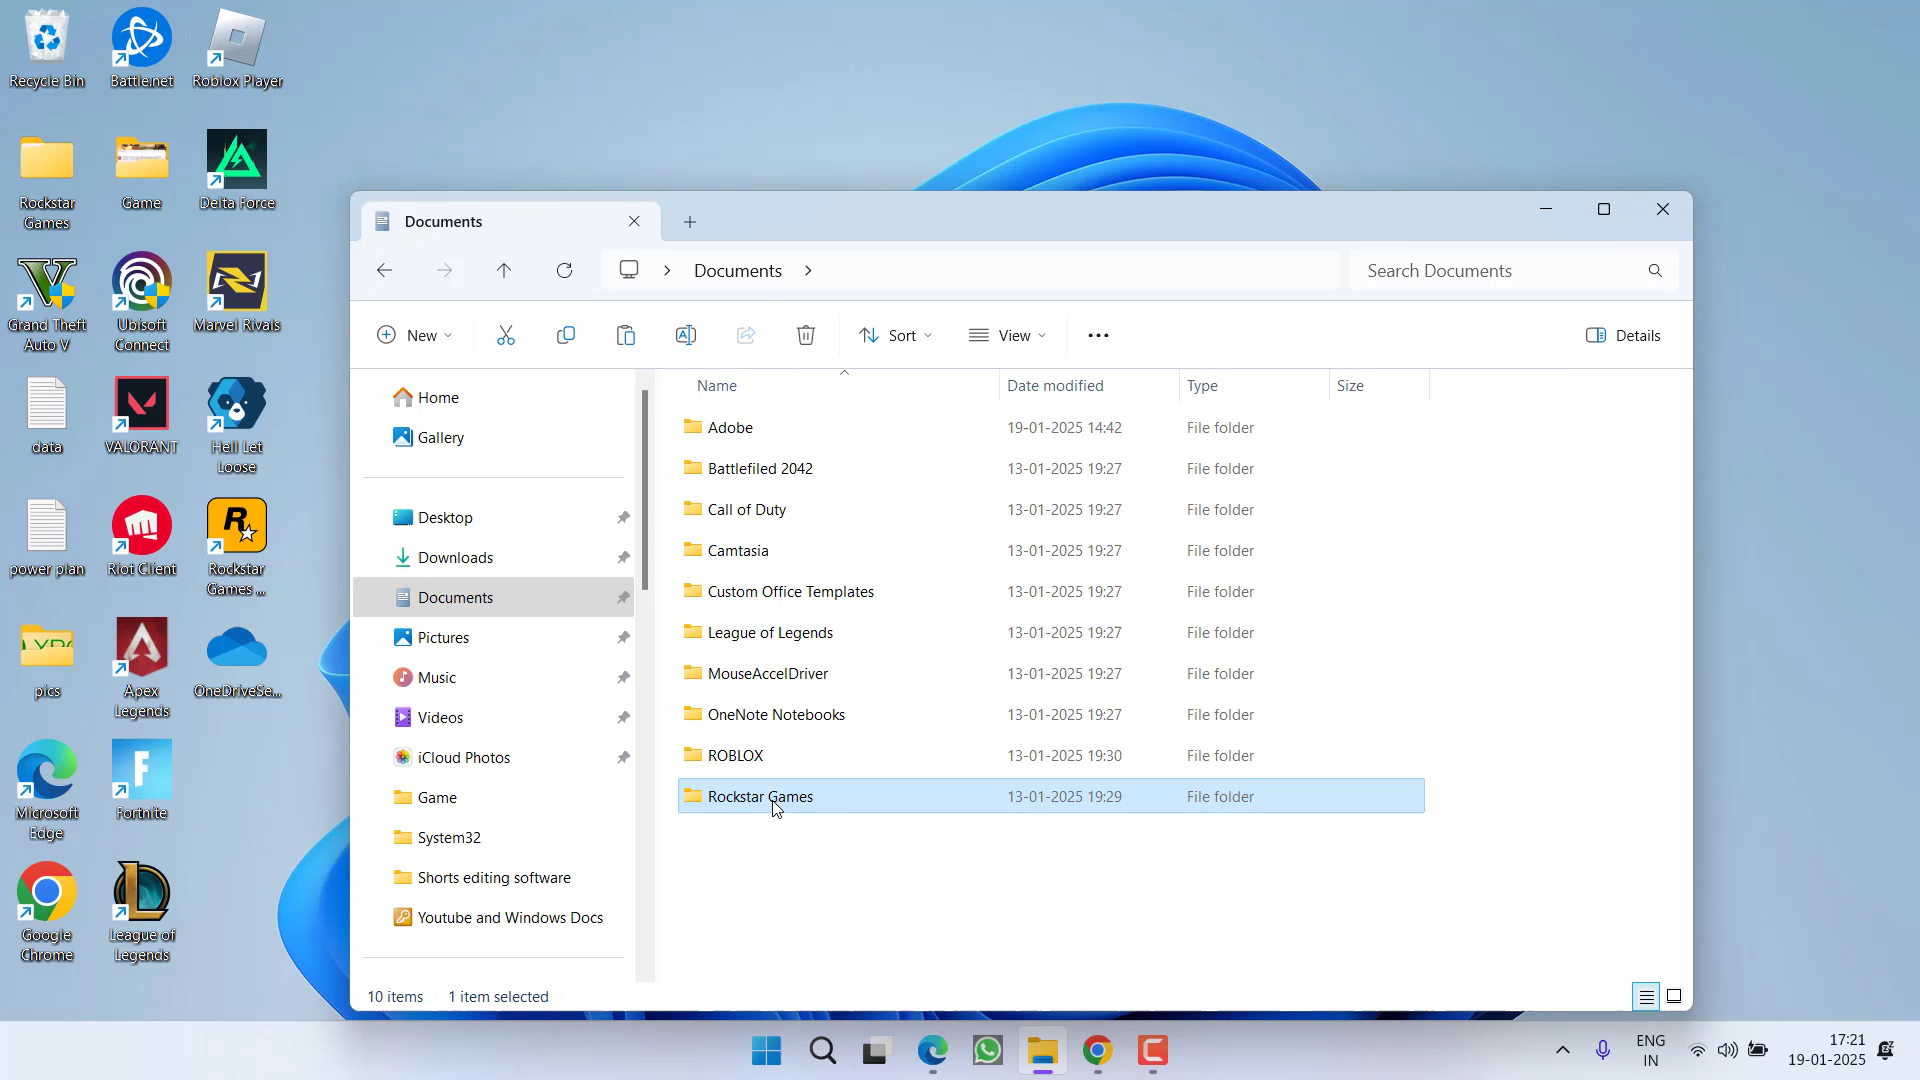 Recycle Bin
Battle.net
Roblox Player
Rockstar
Games
Game
Delta Force
Grand Theft
Auto V
Ubisoft
Connect
Marvel Rivals
data
VALORANT
Hell Let
Loose
power plan
Riot Client
Rockstar
Games ...
pics
Apex
Legends
OneDriveSe...
Microsoft
Edge
Fortnite
Google
Chrome
League of
Legends
Documents
Documents
Search Documents
New
Sort
View
Details
Home
Gallery
Desktop
Downloads
Documents
Pictures
Music
Videos
iCloud Photos
Game
System32
Shorts editing software
Youtube and Windows Docs
Name Date modified Type Size
Adobe 19-01-2025 14:42 File folder
Battlefiled 2042 13-01-2025 19:27 File folder
Call of Duty 13-01-2025 19:27 File folder
Camtasia 13-01-2025 19:27 File folder
Custom Office Templates 13-01-2025 19:27 File folder
League of Legends 13-01-2025 19:27 File folder
MouseAccelDriver 13-01-2025 19:27 File folder
OneNote Notebooks 13-01-2025 19:27 File folder
ROBLOX 13-01-2025 19:30 File folder
Rockstar Games 13-01-2025 19:29 File folder
10 items 1 item selected
ENG
IN
17:21
19-01-2025